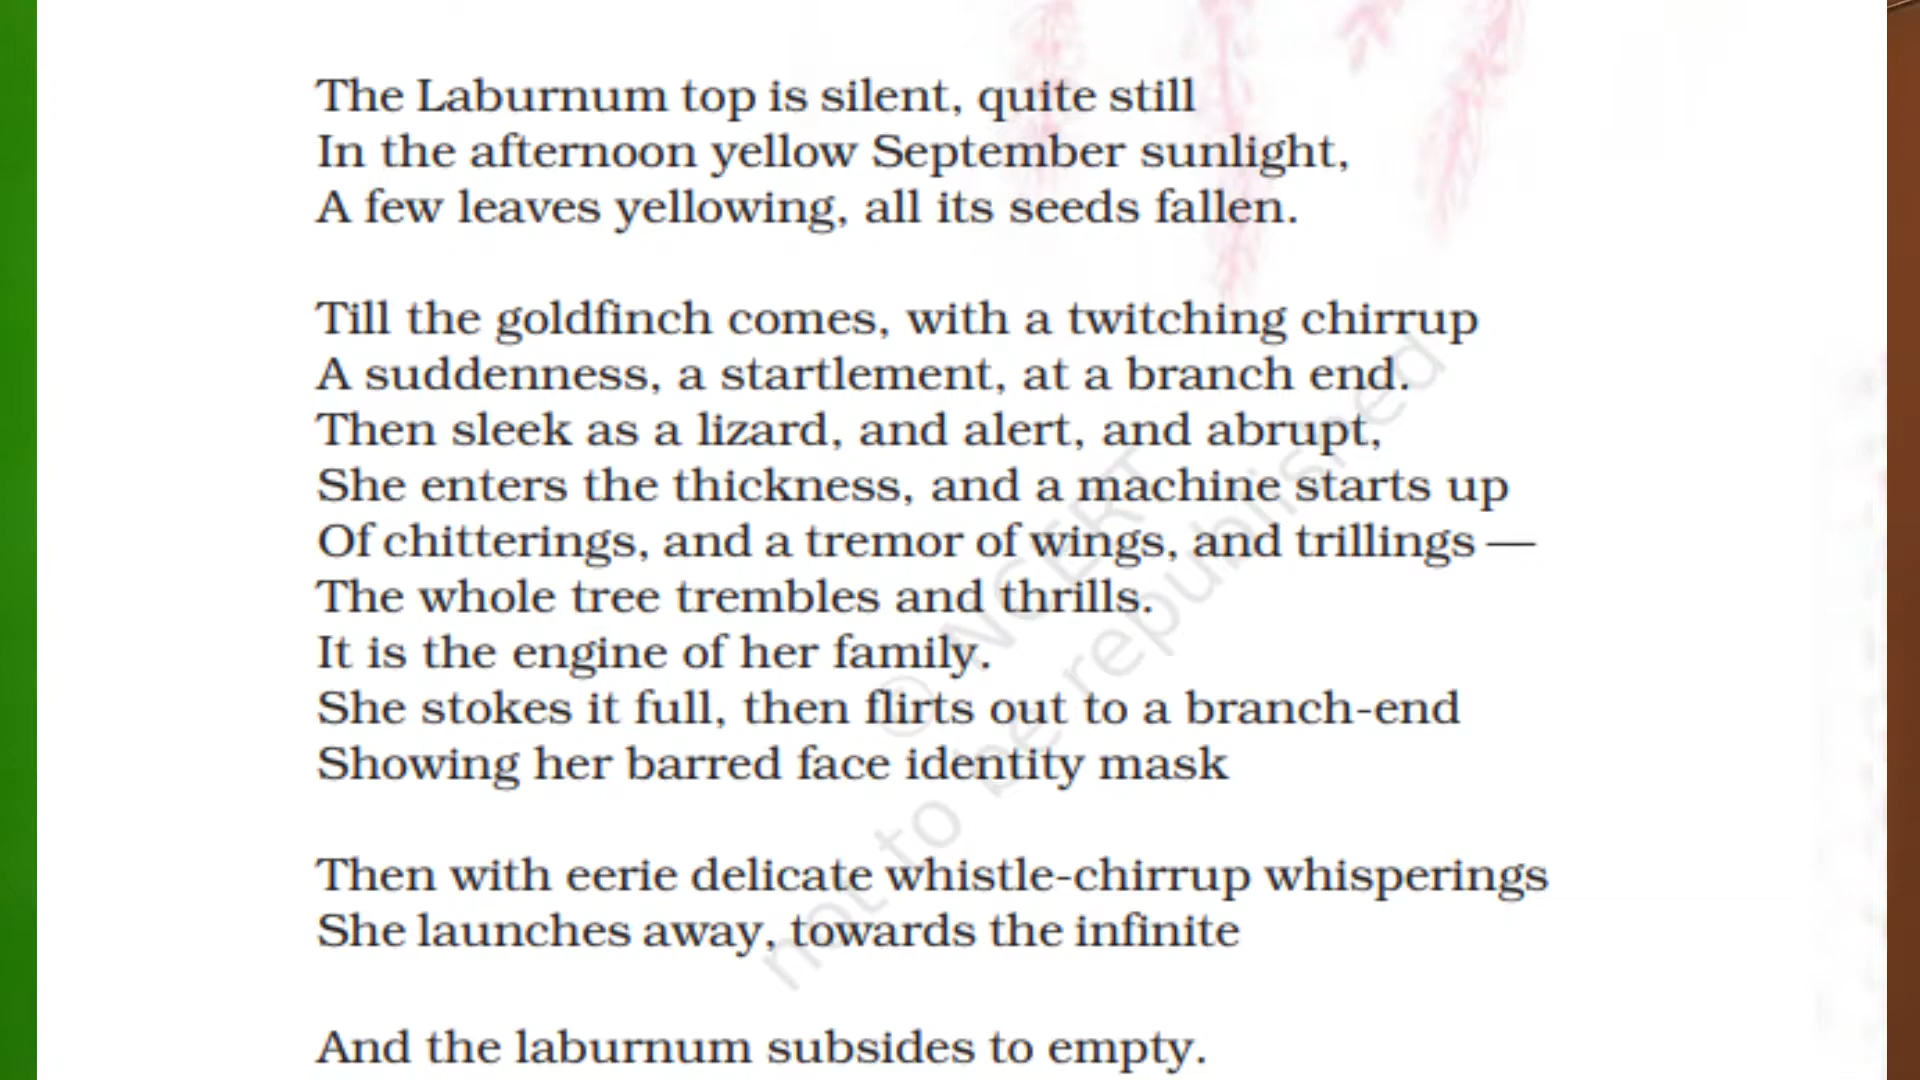 The Laburnum top is silent, quite still
In the afternoon yellow September sunlight,
A few leaves yellowing, all its seeds fallen.
Till the goldfinch comes, with a twitching chirrup
A suddenness, a startlement, at a branch end.
Then sleek as a lizard, and alert, and abrupt,
She enters the thickness, and a machine starts up
Of chitterings, and a tremor of wings, and trillings —
The whole tree trembles and thrills.
It is the engine of her family.
She stokes it full, then flirts out to a branch-end
Showing her barred face identity mask
Then with eerie delicate whistle-chirrup whisperings
She launches away, towards the infinite
And the laburnum subsides to empty.
© NCERT
not to be republished